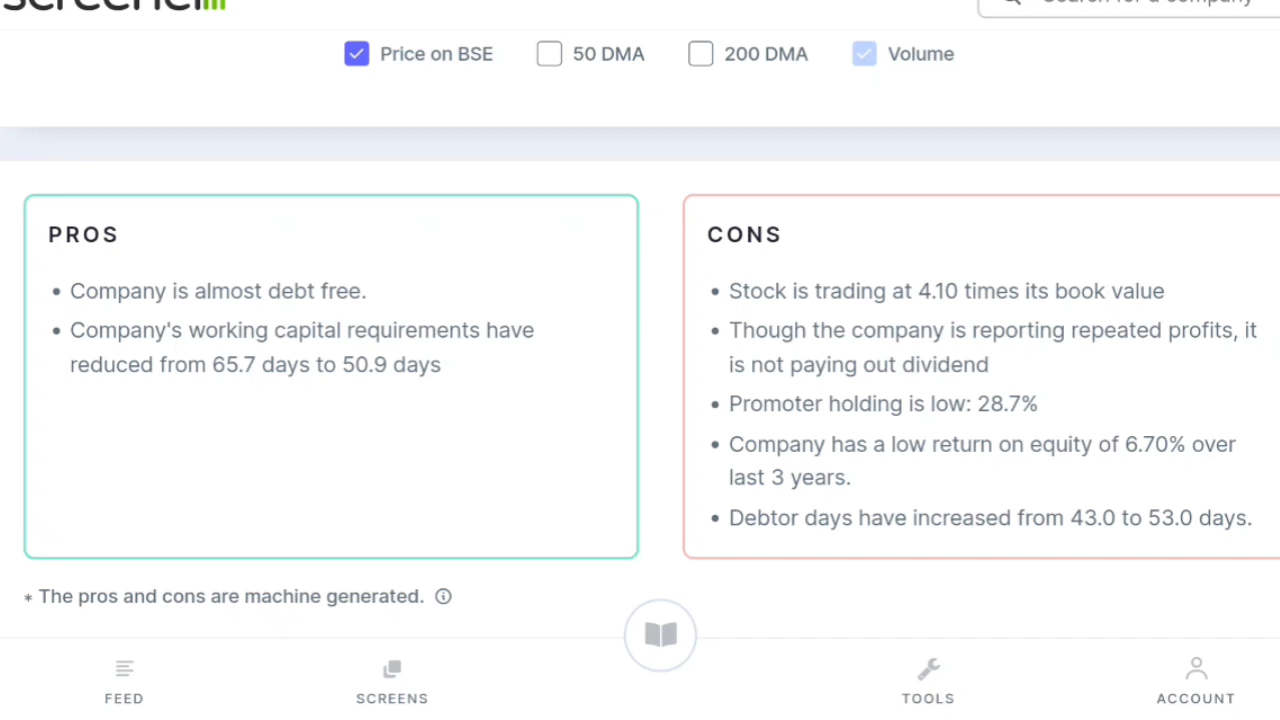 screener
Search for a company
Price on BSE
50 DMA
200 DMA
Volume
PROS
• Company is almost debt free.
• Company's working capital requirements have
reduced from 65.7 days to 50.9 days
CONS
• Stock is trading at 4.10 times its book value
• Though the company is reporting repeated profits, it
is not paying out dividend
• Promoter holding is low: 28.7%
• Company has a low return on equity of 6.70% over
last 3 years.
• Debtor days have increased from 43.0 to 53.0 days.
* The pros and cons are machine generated.
FEED
SCREENS
TOOLS
ACCOUNT